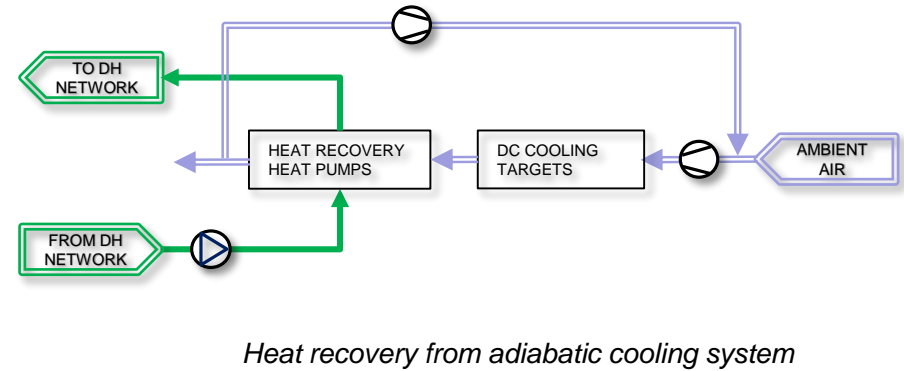 TO DH
NETWORK
HEAT RECOVERY
HEAT PUMPS
DC COOLING
TARGETS
AMBIENT
AIR
FROM DH
NETWORK
Heat recovery from adiabatic cooling system